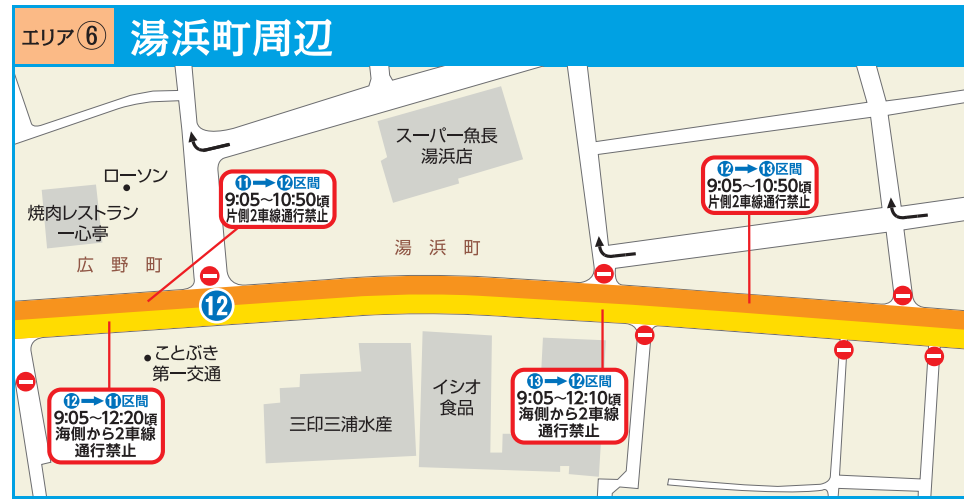 エリア⑥
湯浜町周辺
スーパー魚長
湯浜店
ローソン
焼肉レストラン
一心亭
広野町
湯浜町
⑪→⑫区間
9:05〜10:50頃
片側2車線通行禁止
⑫→⑬区間
9:05〜10:50頃
片側2車線通行禁止
⑫
ことぶき
第一交通
イシオ
食品
三印三浦水産
⑫→⑪区間
9:05〜12:20頃
海側から2車線
通行禁止
⑬→⑫区間
9:05〜12:10頃
海側から2車線
通行禁止